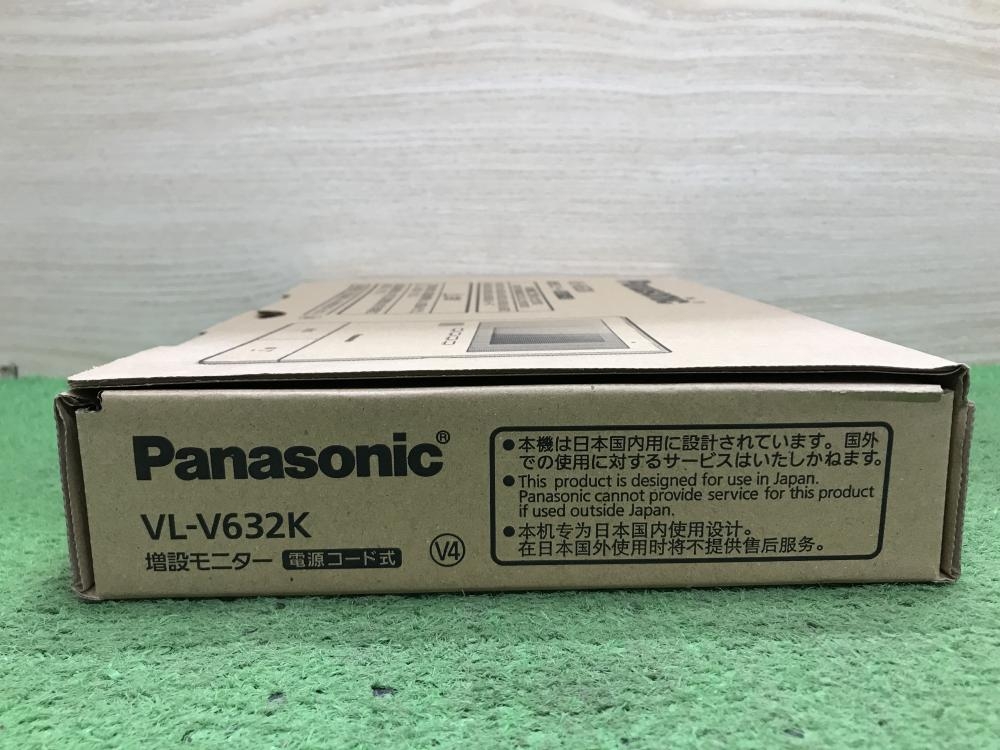 Panasonic
Panasonic®
VL-V632K
増設モニター 電源コード式
V4
●本機は日本国内用に設計されています。国外
での使用に対するサービスはいたしかねます。
●This product is designed for use in Japan.
Panasonic cannot provide service for this product
if used outside Japan.
●本机专为日本国内使用设计。
在日本国外使用时将不提供售后服务。